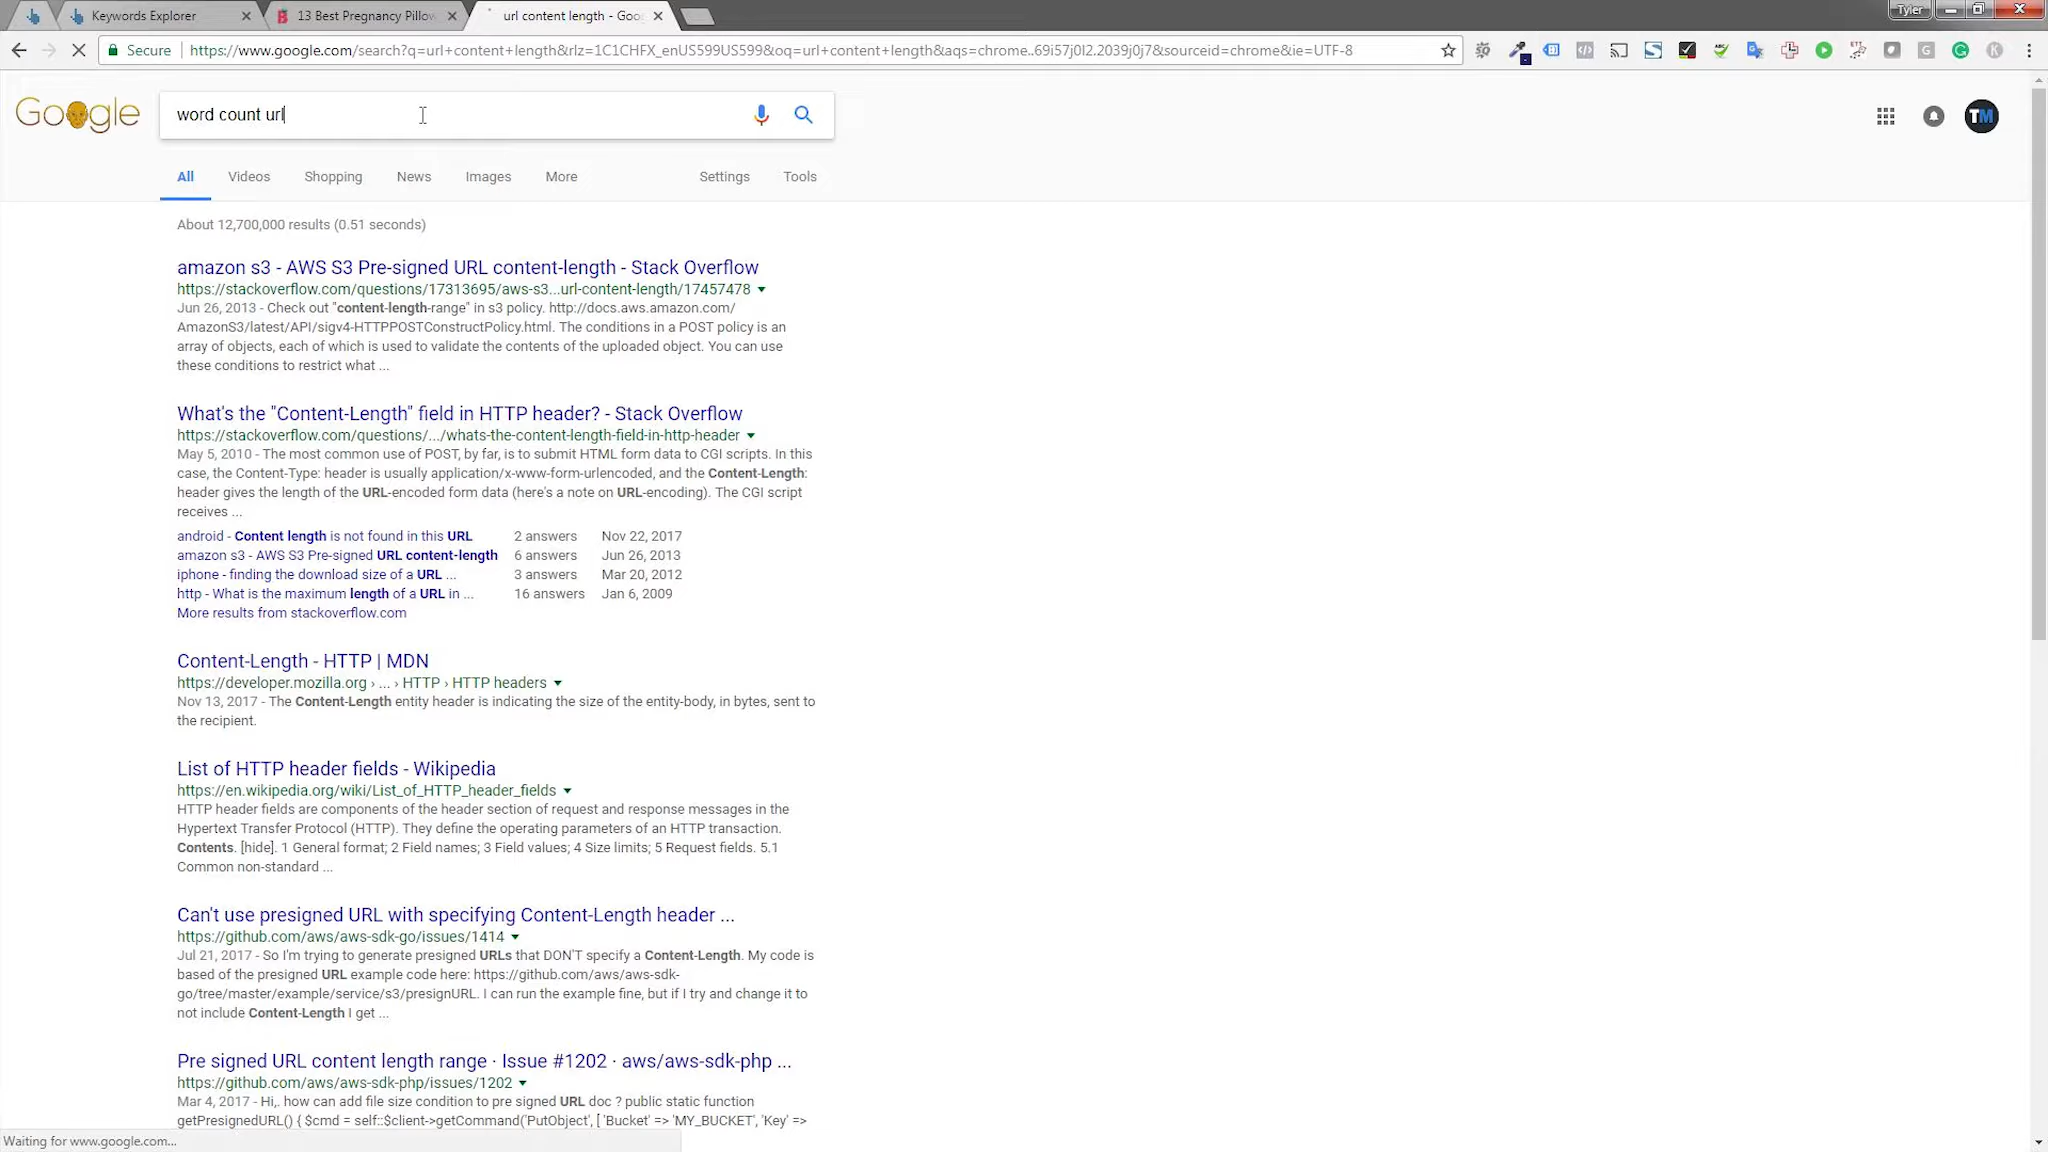 Keywords Explorer
13 Best Pregnancy Pillow
url content length - Goo
Tyler
Secure
https://www.google.com/search?q=url+content+length&rlz=1C1CHFX_enUS599US599&oq=url+content+length&aqs=chrome..69i57j0l2.2039j0j7&sourceid=chrome&ie=UTF-8
Google
word count url
TM
All
Videos
Shopping
News
Images
More
Settings
Tools
About 12,700,000 results (0.51 seconds)
amazon s3 - AWS S3 Pre-signed URL content-length - Stack Overflow
https://stackoverflow.com/questions/17313695/aws-s3...url-content-length/17457478
Jun 26, 2013 - Check out "content-length-range" in s3 policy. http://docs.aws.amazon.com/
AmazonS3/latest/API/sigv4-HTTPPOSTConstructPolicy.html. The conditions in a POST policy is an
array of objects, each of which is used to validate the contents of the uploaded object. You can use
these conditions to restrict what ...
What's the "Content-Length" field in HTTP header? - Stack Overflow
https://stackoverflow.com/questions/.../whats-the-content-length-field-in-http-header
May 5, 2010 - The most common use of POST, by far, is to submit HTML form data to CGI scripts. In this
case, the Content-Type: header is usually application/x-www-form-urlencoded, and the Content-Length:
header gives the length of the URL-encoded form data (here's a note on URL-encoding). The CGI script
receives ...
android - Content length is not found in this URL 2 answers Nov 22, 2017
amazon s3 - AWS S3 Pre-signed URL content-length 6 answers Jun 26, 2013
iphone - finding the download size of a URL ... 3 answers Mar 20, 2012
http - What is the maximum length of a URL in ... 16 answers Jan 6, 2009
More results from stackoverflow.com
Content-Length - HTTP | MDN
https://developer.mozilla.org › ... › HTTP › HTTP headers
Nov 13, 2017 - The Content-Length entity header is indicating the size of the entity-body, in bytes, sent to
the recipient.
List of HTTP header fields - Wikipedia
https://en.wikipedia.org/wiki/List_of_HTTP_header_fields
HTTP header fields are components of the header section of request and response messages in the
Hypertext Transfer Protocol (HTTP). They define the operating parameters of an HTTP transaction.
Contents. [hide]. 1 General format; 2 Field names; 3 Field values; 4 Size limits; 5 Request fields. 5.1
Common non-standard ...
Can't use presigned URL with specifying Content-Length header ...
https://github.com/aws/aws-sdk-go/issues/1414
Jul 21, 2017 - So I'm trying to generate presigned URLs that DON'T specify a Content-Length. My code is
based of the presigned URL example code here: https://github.com/aws/aws-sdk-
go/tree/master/example/service/s3/presignURL. I can run the example fine, but if I try and change it to
not include Content-Length I get ...
Pre signed URL content length range · Issue #1202 · aws/aws-sdk-php ...
https://github.com/aws/aws-sdk-php/issues/1202
Mar 4, 2017 - Hi,. how can add file size condition to pre signed URL doc ? public static function
getPresignedURL() { $cmd = self::$client->getCommand('PutObject', [ 'Bucket' => 'MY_BUCKET', 'Key' =>
Waiting for www.google.com...